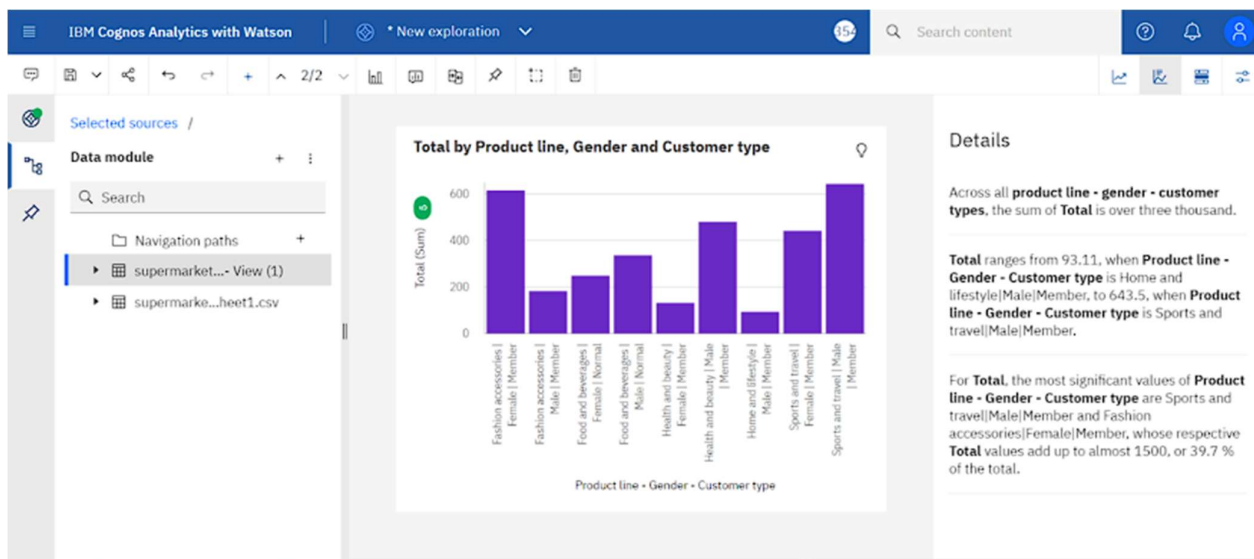 IBM Cognos Analytics with Watson
* New exploration
354
Search content
2/2
Selected sources /
Data module
Search
Navigation paths
supermarket...- View (1)
supermarke...heet1.csv
Total by Product line, Gender and Customer type
Total (Sum)
600
400
200
0
Fashion accessories |
Female | Member
Fashion accessories |
Male | Member
Food and beverages |
Female | Normal
Food and beverages |
Male | Normal
Health and beauty |
Female | Member
Health and beauty | Male
| Member
Home and lifestyle |
Male | Member
Sports and travel |
Female | Member
Sports and travel | Male
| Member
Product line - Gender - Customer type
Details
Across all product line - gender - customer
types, the sum of Total is over three thousand.
Total ranges from 93.11, when Product line -
Gender - Customer type is Home and
lifestyle|Male|Member, to 643.5, when Product
line - Gender - Customer type is Sports and
travel|Male|Member.
For Total, the most significant values of Product
line - Gender - Customer type are Sports and
travel|Male|Member and Fashion
accessories|Female|Member, whose respective
Total values add up to almost 1500, or 39.7 %
of the total.